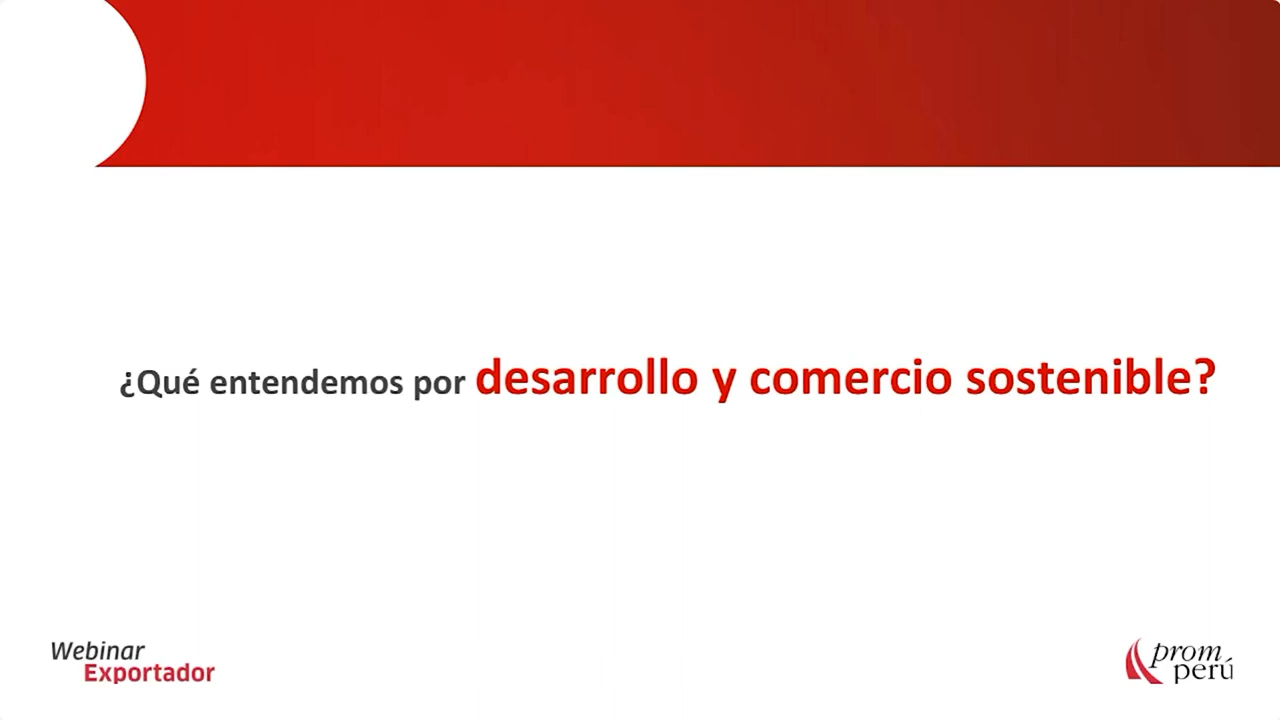 ¿Qué entendemos por desarrollo y comercio sostenible?
Webinar
Exportador
prom
perú